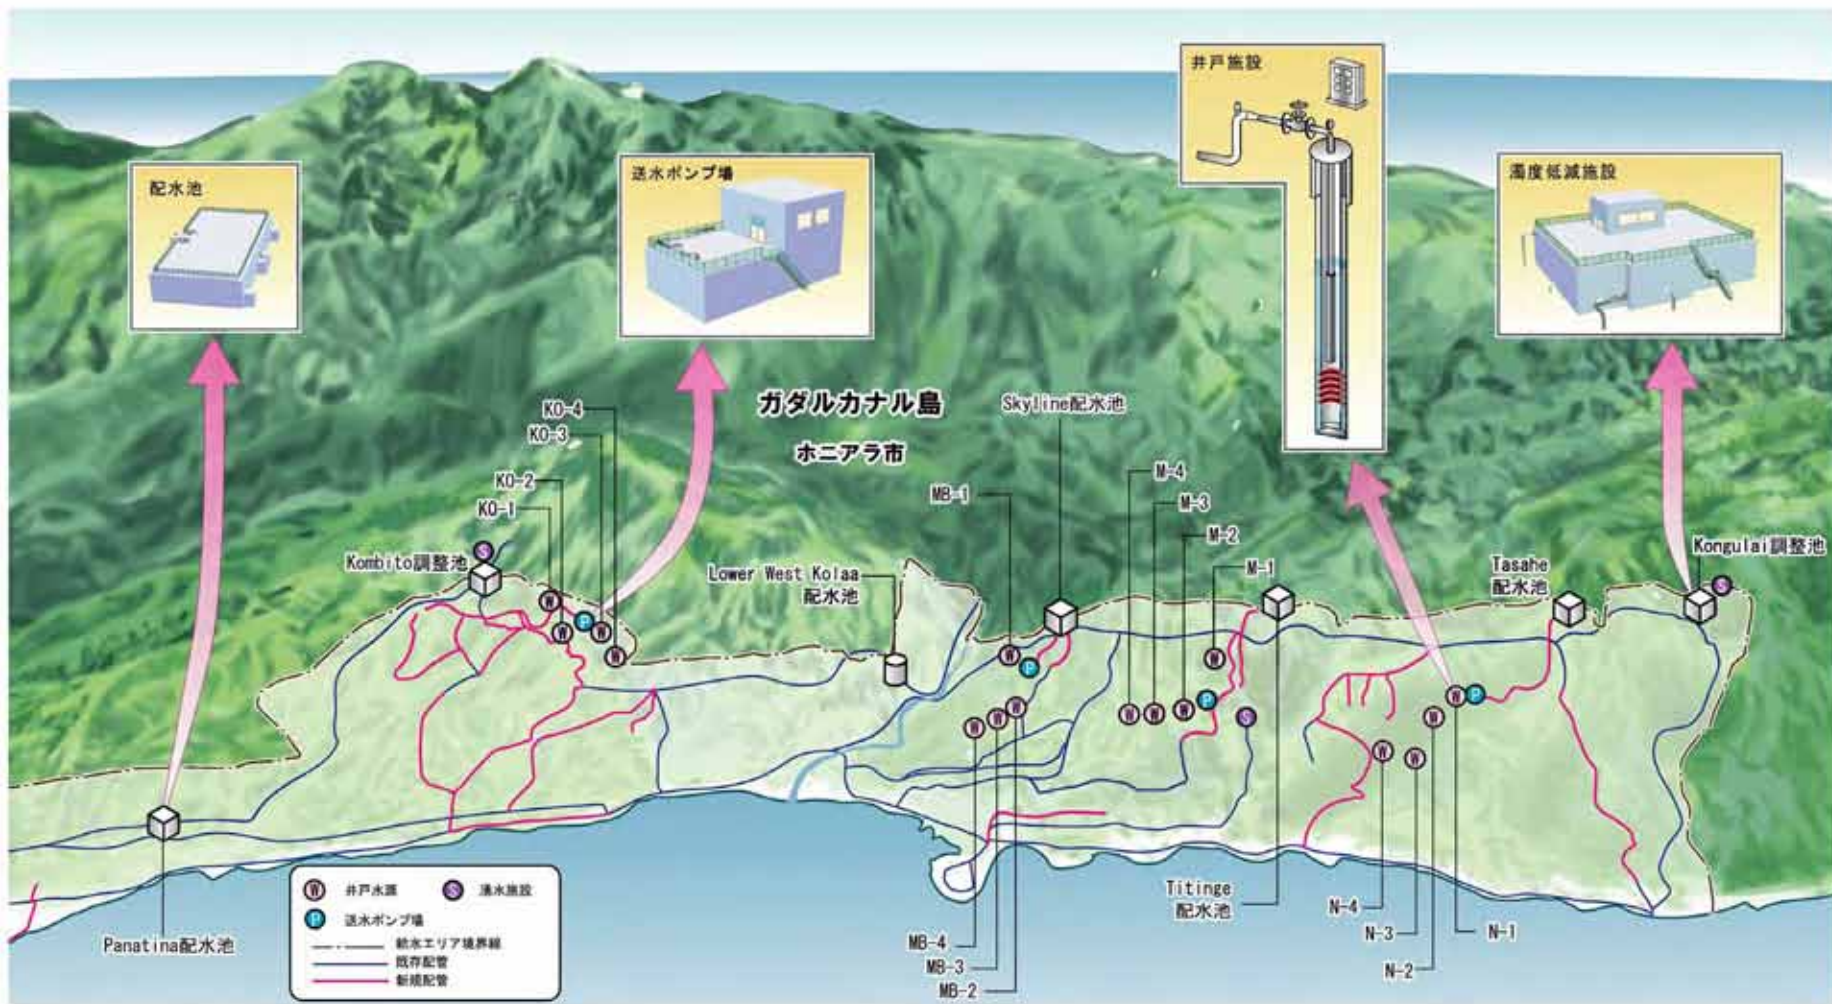 井戸施設
配水池
送水ポンプ場
濁度低減施設
ガダルカナル島
ホニアラ市
Skyline配水池
KO-4
KO-3
KO-2
KO-1
MB-1
M-4
M-3
M-2
M-1
Kombito調整池
Lower West Kolaa
配水池
Tasahe
配水池
Kongulai調整池
S
W
P
W
W
W
W
P
W
W
W
W
W
W
W
P
S
W
P
W
W
W
S
Titinge
配水池
N-4
N-3
N-2
N-1
MB-4
MB-3
MB-2
Panatina配水池
W 井戸水源
S 湧水施設
P 送水ポンプ場
給水エリア境界線
既存配管
新規配管